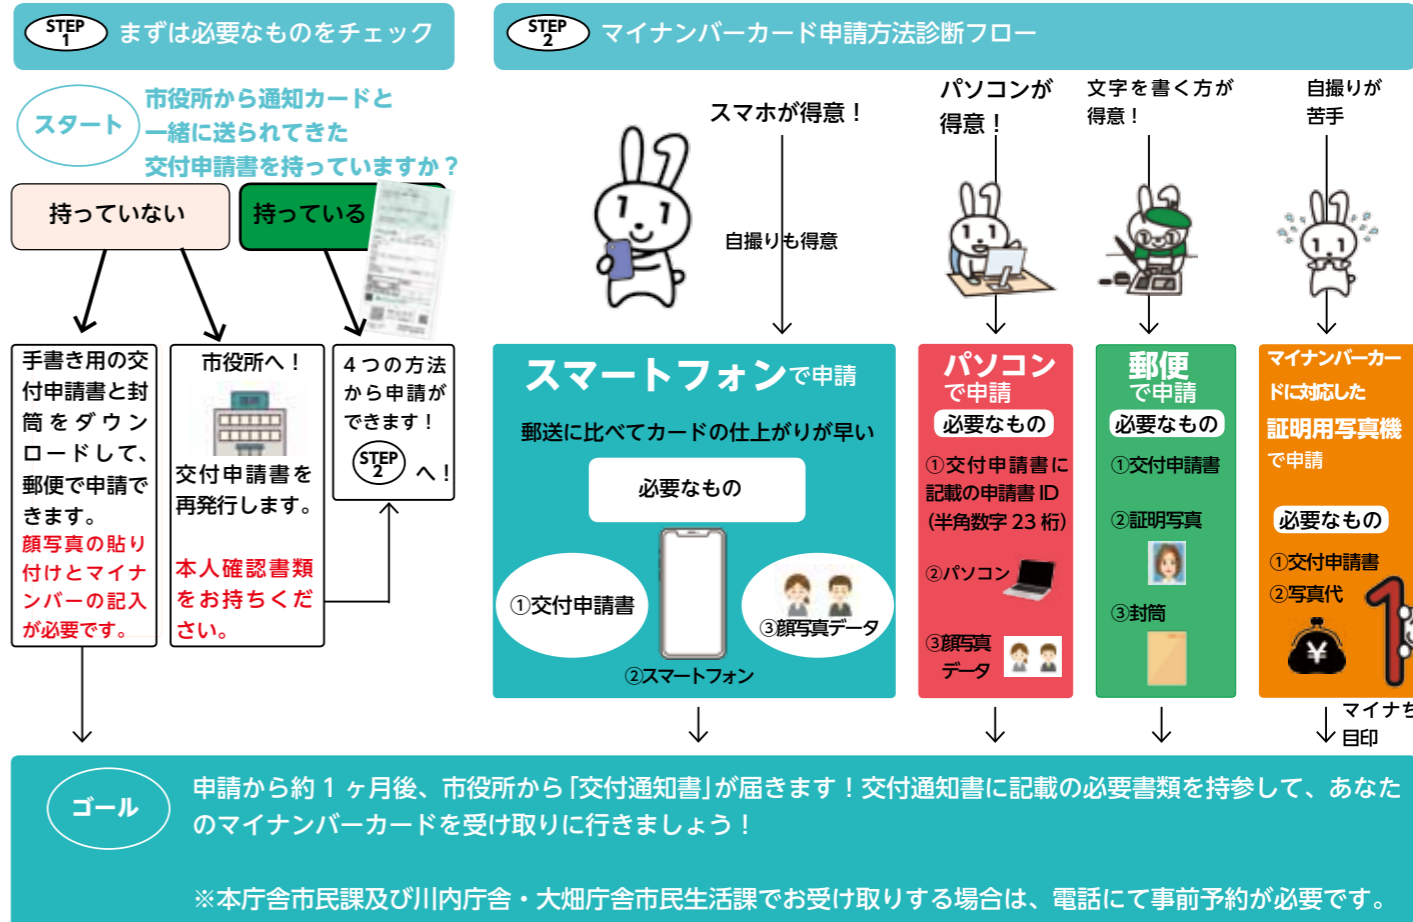 STEP
1
まずは必要なものをチェック
スタート
市役所から通知カードと
一緒に送られてきた
交付申請書を持っていますか？
持っていない
持っている
手書き用の交
付申請書と封
筒をダウン
ロードして、
郵便で申請で
きます。
顔写真の貼り
付けとマイナ
ンバーの記入
が必要です。
市役所へ！
交付申請書を
再発行します。
本人確認書類
をお持ちくだ
さい。
４つの方法
から申請が
できます！
STEP
2
へ！
STEP
2
マイナンバーカード申請方法診断フロー
スマホが得意！
自撮りも得意
パソコンが
得意！
文字を書く方が
得意！
自撮りが
苦手
スマートフォンで申請
郵送に比べてカードの仕上がりが早い
必要なもの
①交付申請書
②スマートフォン
③顔写真データ
パソコン
で申請
必要なもの
①交付申請書に
記載の申請書 ID
（半角数字 23 桁）
②パソコン
③顔写真
データ
郵便
で申請
必要なもの
①交付申請書
②証明写真
③封筒
マイナンバーカー
ドに対応した
証明用写真機
で申請
必要なもの
①交付申請書
②写真代
¥
マイナち
目印
ゴール
申請から約 1 ヶ月後、市役所から「交付通知書」が届きます！交付通知書に記載の必要書類を持参して、あなた
のマイナンバーカードを受け取りに行きましょう！
※本庁舎市民課及び川内庁舎・大畑庁舎市民生活課でお受け取りする場合は、電話にて事前予約が必要です。